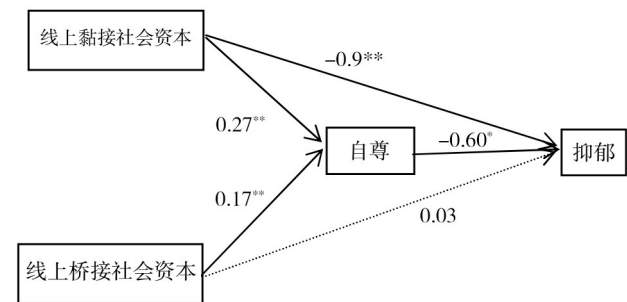 线上黏接社会资本
-0.9**
0.27**
自尊
-0.60*
抑郁
0.17**
0.03
线上桥接社会资本